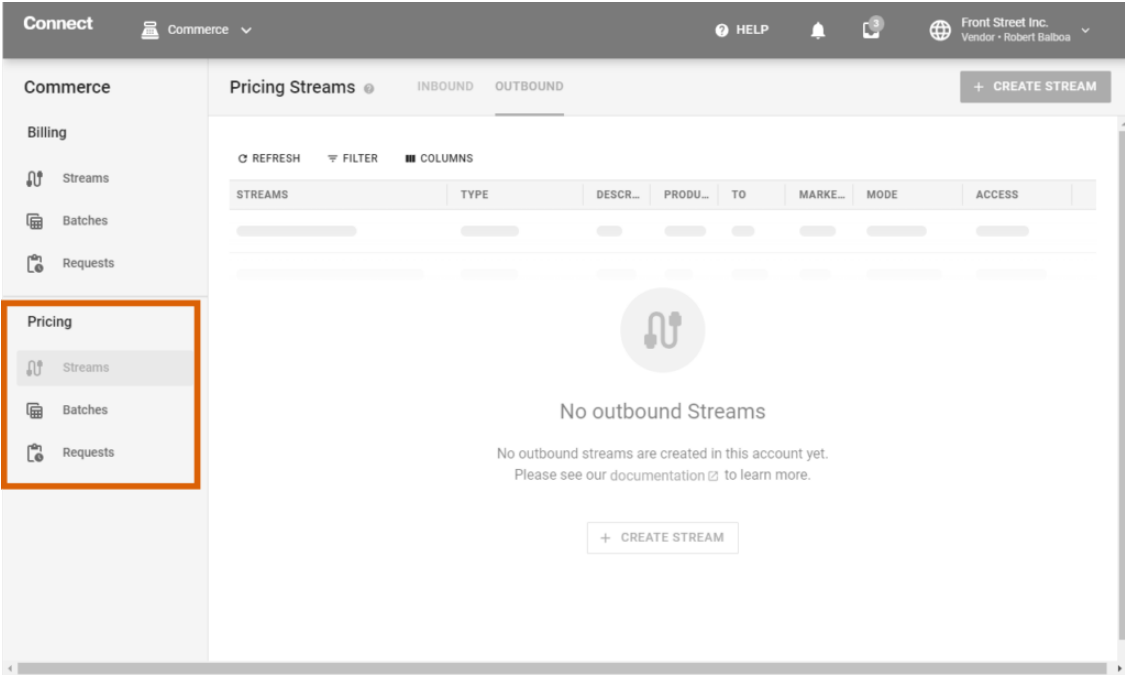 Connect
Commerce
HELP
3
Front Street Inc.
Vendor • Robert Balboa
Commerce
Pricing Streams
INBOUND
OUTBOUND
+ CREATE STREAM
Billing
Streams
Batches
Requests
Pricing
Streams
Batches
Requests
REFRESH
FILTER
COLUMNS
STREAMS TYPE DESCR... PRODU... TO MARKE... MODE ACCESS
No outbound Streams
No outbound streams are created in this account yet.
Please see our documentation to learn more.
+ CREATE STREAM